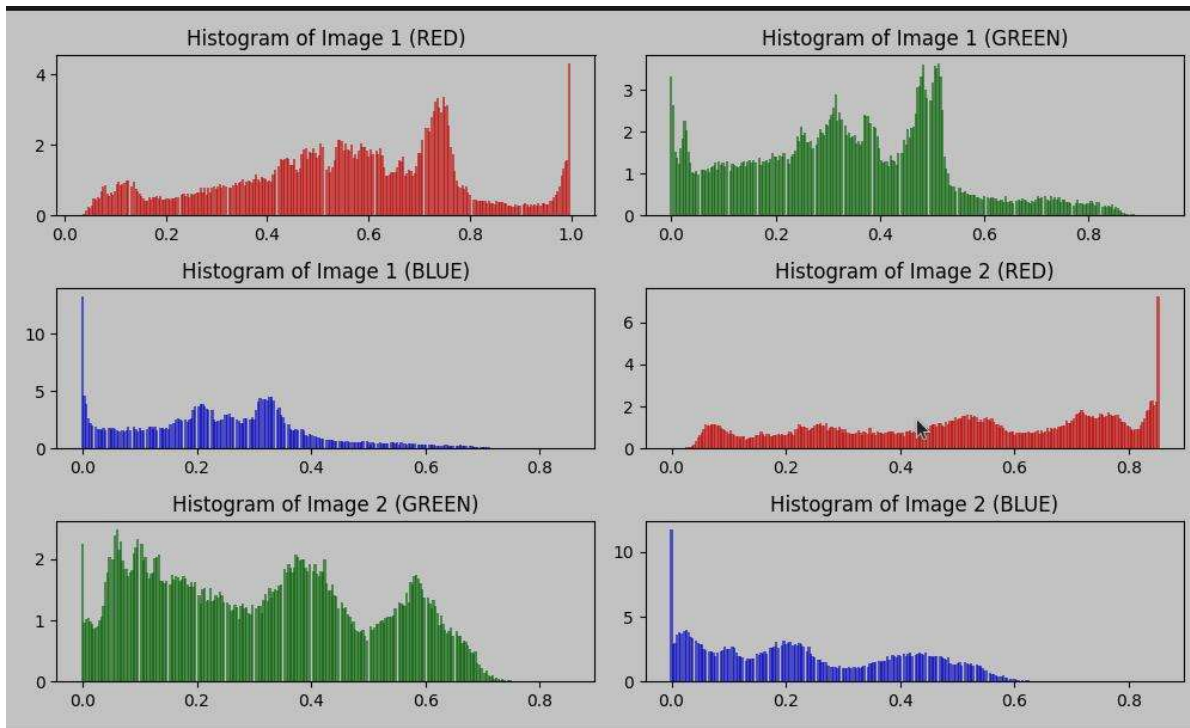 Histogram of Image 1 (RED)
4
2
0
0.0 0.2 0.4 0.6 0.8 1.0
Histogram of Image 1 (GREEN)
3
2
1
0
0.0 0.2 0.4 0.6 0.8
Histogram of Image 1 (BLUE)
10
5
0
0.0 0.2 0.4 0.6 0.8
Histogram of Image 2 (RED)
6
4
2
0
0.0 0.2 0.4 0.6 0.8
Histogram of Image 2 (GREEN)
2
1
0
0.0 0.2 0.4 0.6 0.8
Histogram of Image 2 (BLUE)
10
5
0
0.0 0.2 0.4 0.6 0.8